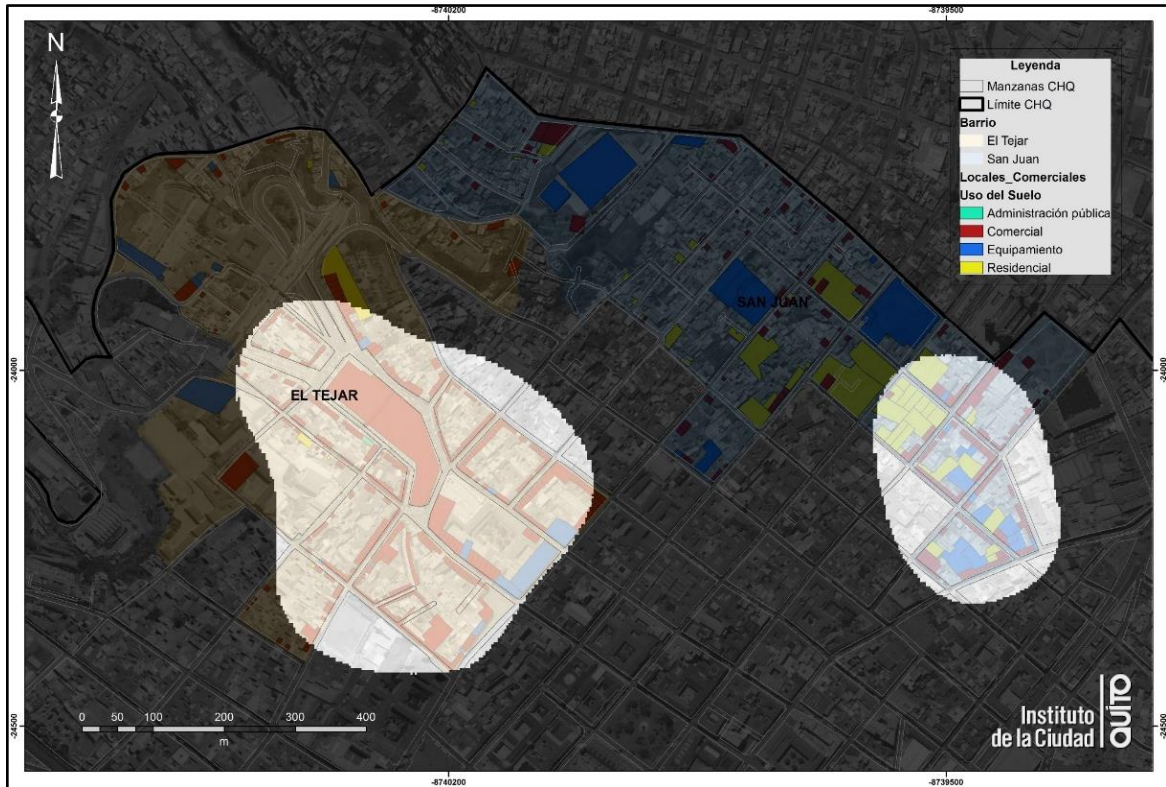 -8740200
-8739500
N
Leyenda
Manzanas CHQ
Límite CHQ
Barrio
El Tejar
San Juan
Locales_Comerciales
Uso del Suelo
Administración pública
Comercial
Equipamiento
Residencial
SAN JUAN
-24000
-24000
EL TEJAR
0 50 100 200 300 400
m
Instituto
de la Ciudad
QUITO
-24500
-24500
-8740200
-8739500